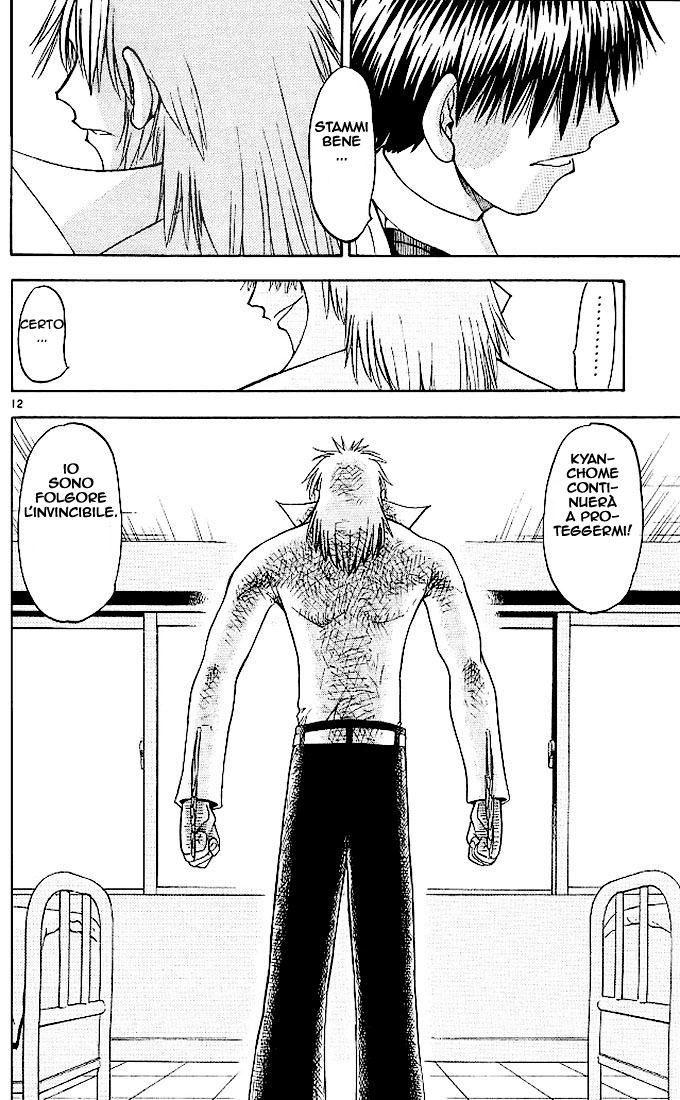 STAMMI
BENE
...
........
CERTO
...
12
KYAN-
CHOME
CONTI-
NUERÀ
A PRO-
TEGGERMI!
IO
SONO
FOLGORE
L'INVINCIBILE.